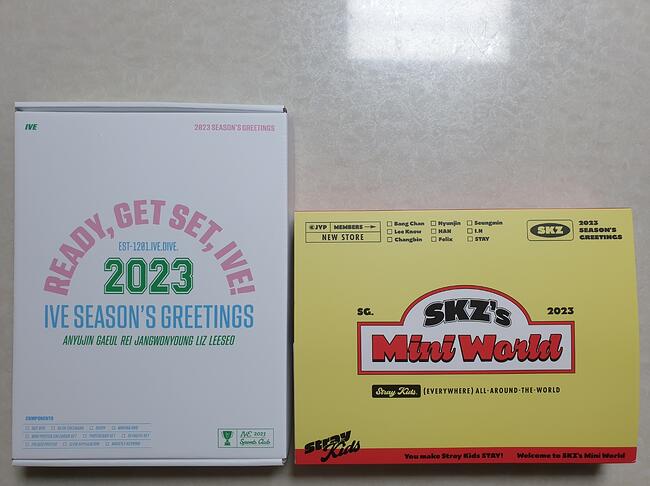 IVE
2023 SEASON'S GREETINGS
READY, GET SET, IVE!
EST-1201.IVE.DIVE.
2023
IVE SEASON'S GREETINGS
ANYUJIN GAEUL REI JANGWONYOUNG LIZ LEESEO
COMPONENTS
IVE 2023
Sports Club
JYP MEMBERS
NEW STORE
Bang Chan
Hyunjin
Seungmin
Lee Know
HAN
I.N
Changbin
Felix
STAY
SKZ
2023
SEASON'S
GREETINGS
SG.
2023
SKZ's
Mini World
Stray Kids. (EVERYWHERE) ALL-AROUND-THE-WORLD
Stray
Kids
You make Stray Kids STAY!
Welcome to SKZ's Mini World